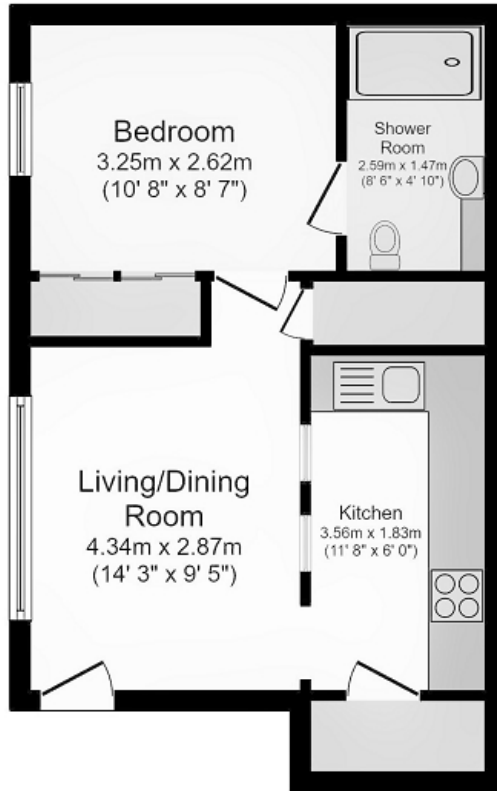 Bedroom
3.25m x 2.62m
(10' 8" x 8' 7")
Shower
Room
2.59m x 1.47m
(8' 6" x 4' 10")
Living/Dining
Room
4.34m x 2.87m
(14' 3" x 9' 5")
Kitchen
3.56m x 1.83m
(11' 8" x 6' 0")